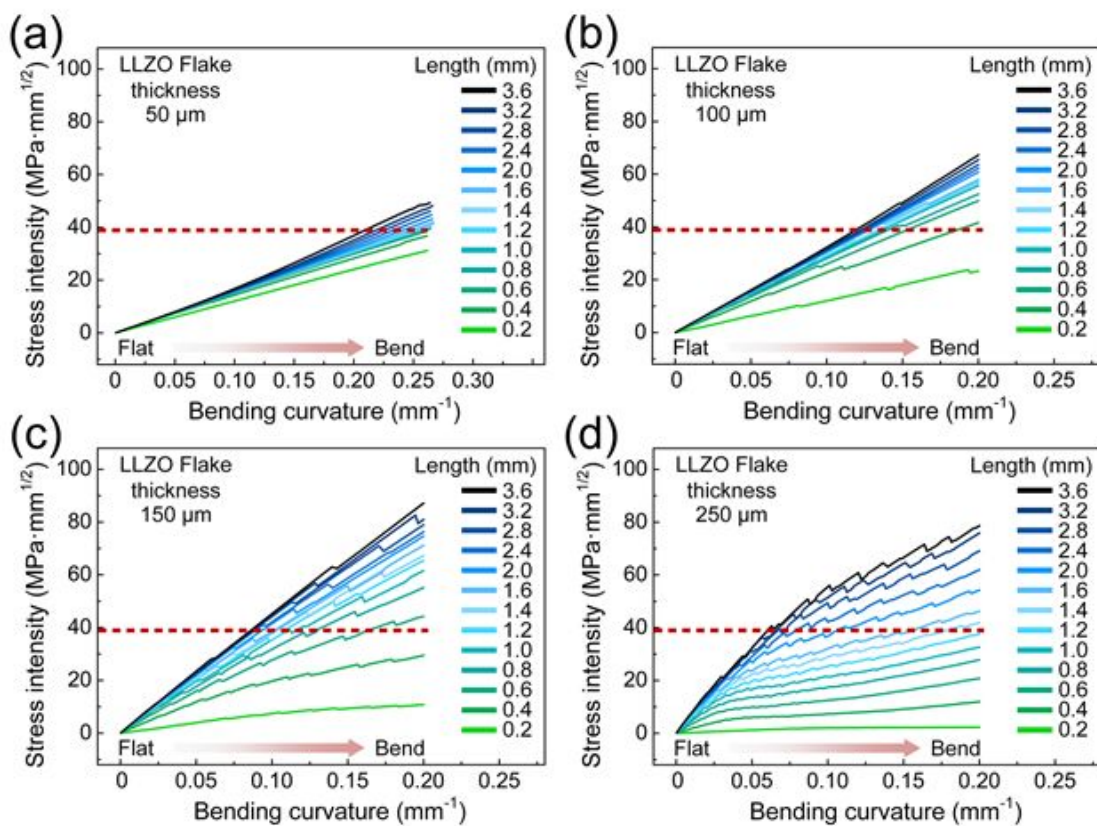 (a)
LLZO Flake
thickness
50 μm
Length (mm)
3.6
3.2
2.8
2.4
2.0
1.6
1.4
1.2
1.0
0.8
0.6
0.4
0.2
Stress intensity (MPa·mm1/2)
100
80
60
40
20
0
Flat
Bend
0
0.05
0.10
0.15
0.20
0.25
0.30
Bending curvature (mm-1)
(b)
LLZO Flake
thickness
100 μm
Length (mm)
3.6
3.2
2.8
2.4
2.0
1.6
1.4
1.2
1.0
0.8
0.6
0.4
0.2
Stress intensity (MPa·mm1/2)
100
80
60
40
20
0
Flat
Bend
0
0.05
0.10
0.15
0.20
0.25
Bending curvature (mm-1)
(c)
LLZO Flake
thickness
150 μm
Length (mm)
3.6
3.2
2.8
2.4
2.0
1.6
1.4
1.2
1.0
0.8
0.6
0.4
0.2
Stress intensity (MPa·mm1/2)
100
80
60
40
20
0
Flat
Bend
0
0.05
0.10
0.15
0.20
0.25
Bending curvature (mm-1)
(d)
LLZO Flake
thickness
250 μm
Length (mm)
3.6
3.2
2.8
2.4
2.0
1.6
1.4
1.2
1.0
0.8
0.6
0.4
0.2
Stress intensity (MPa·mm1/2)
100
80
60
40
20
0
Flat
Bend
0
0.05
0.10
0.15
0.20
0.25
Bending curvature (mm-1)